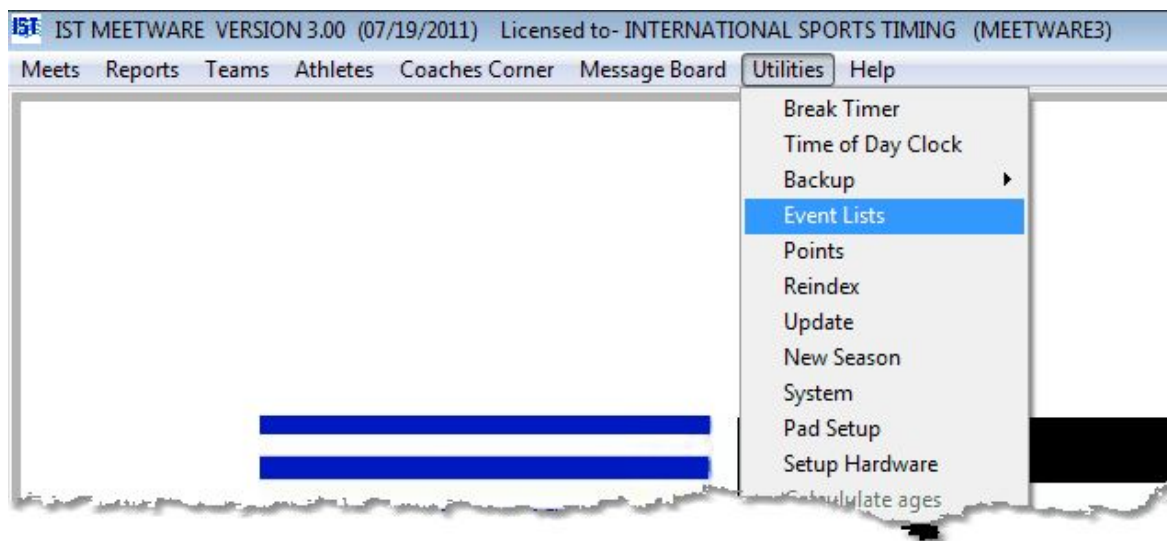 IST IST MEETWARE VERSION 3.00 (07/19/2011) Licensed to- INTERNATIONAL SPORTS TIMING (MEETWARE3)
Meets Reports Teams Athletes Coaches Corner Message Board Utilities Help
Break Timer
Time of Day Clock
Backup
Event Lists
Points
Reindex
Update
New Season
System
Pad Setup
Setup Hardware
ages